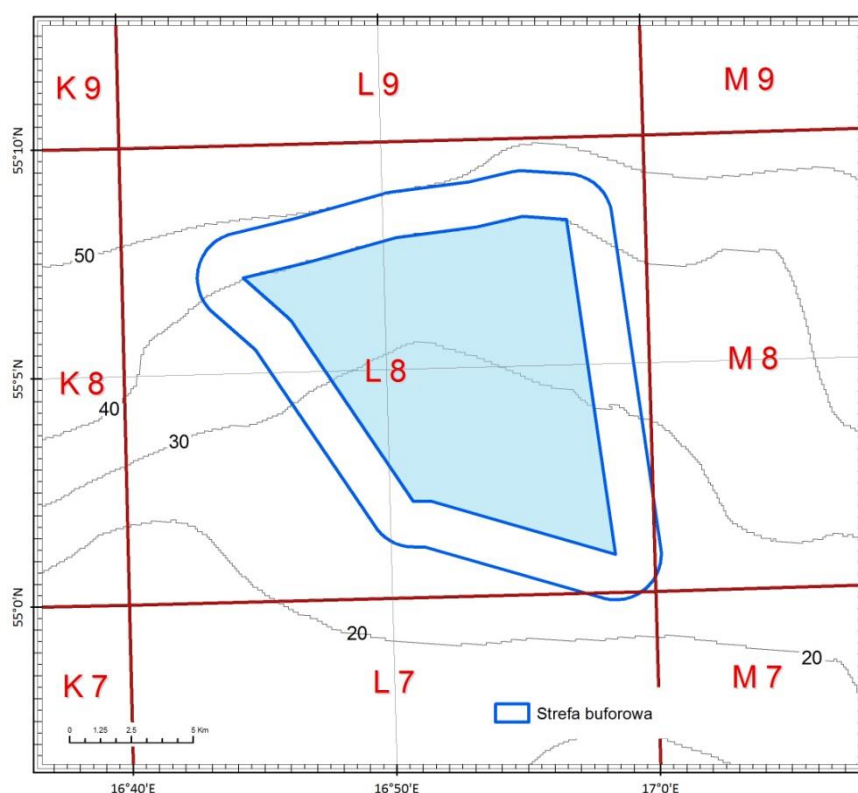 K 9
L 9
M 9
55°10'N
50
K 8
L 8
M 8
55°5'N
40
30
55°0'N
20
20
K 7
L 7
M 7
Strefa buforowa
0 1.25 2.5 5 Km
16°40'E
16°50'E
17°0'E